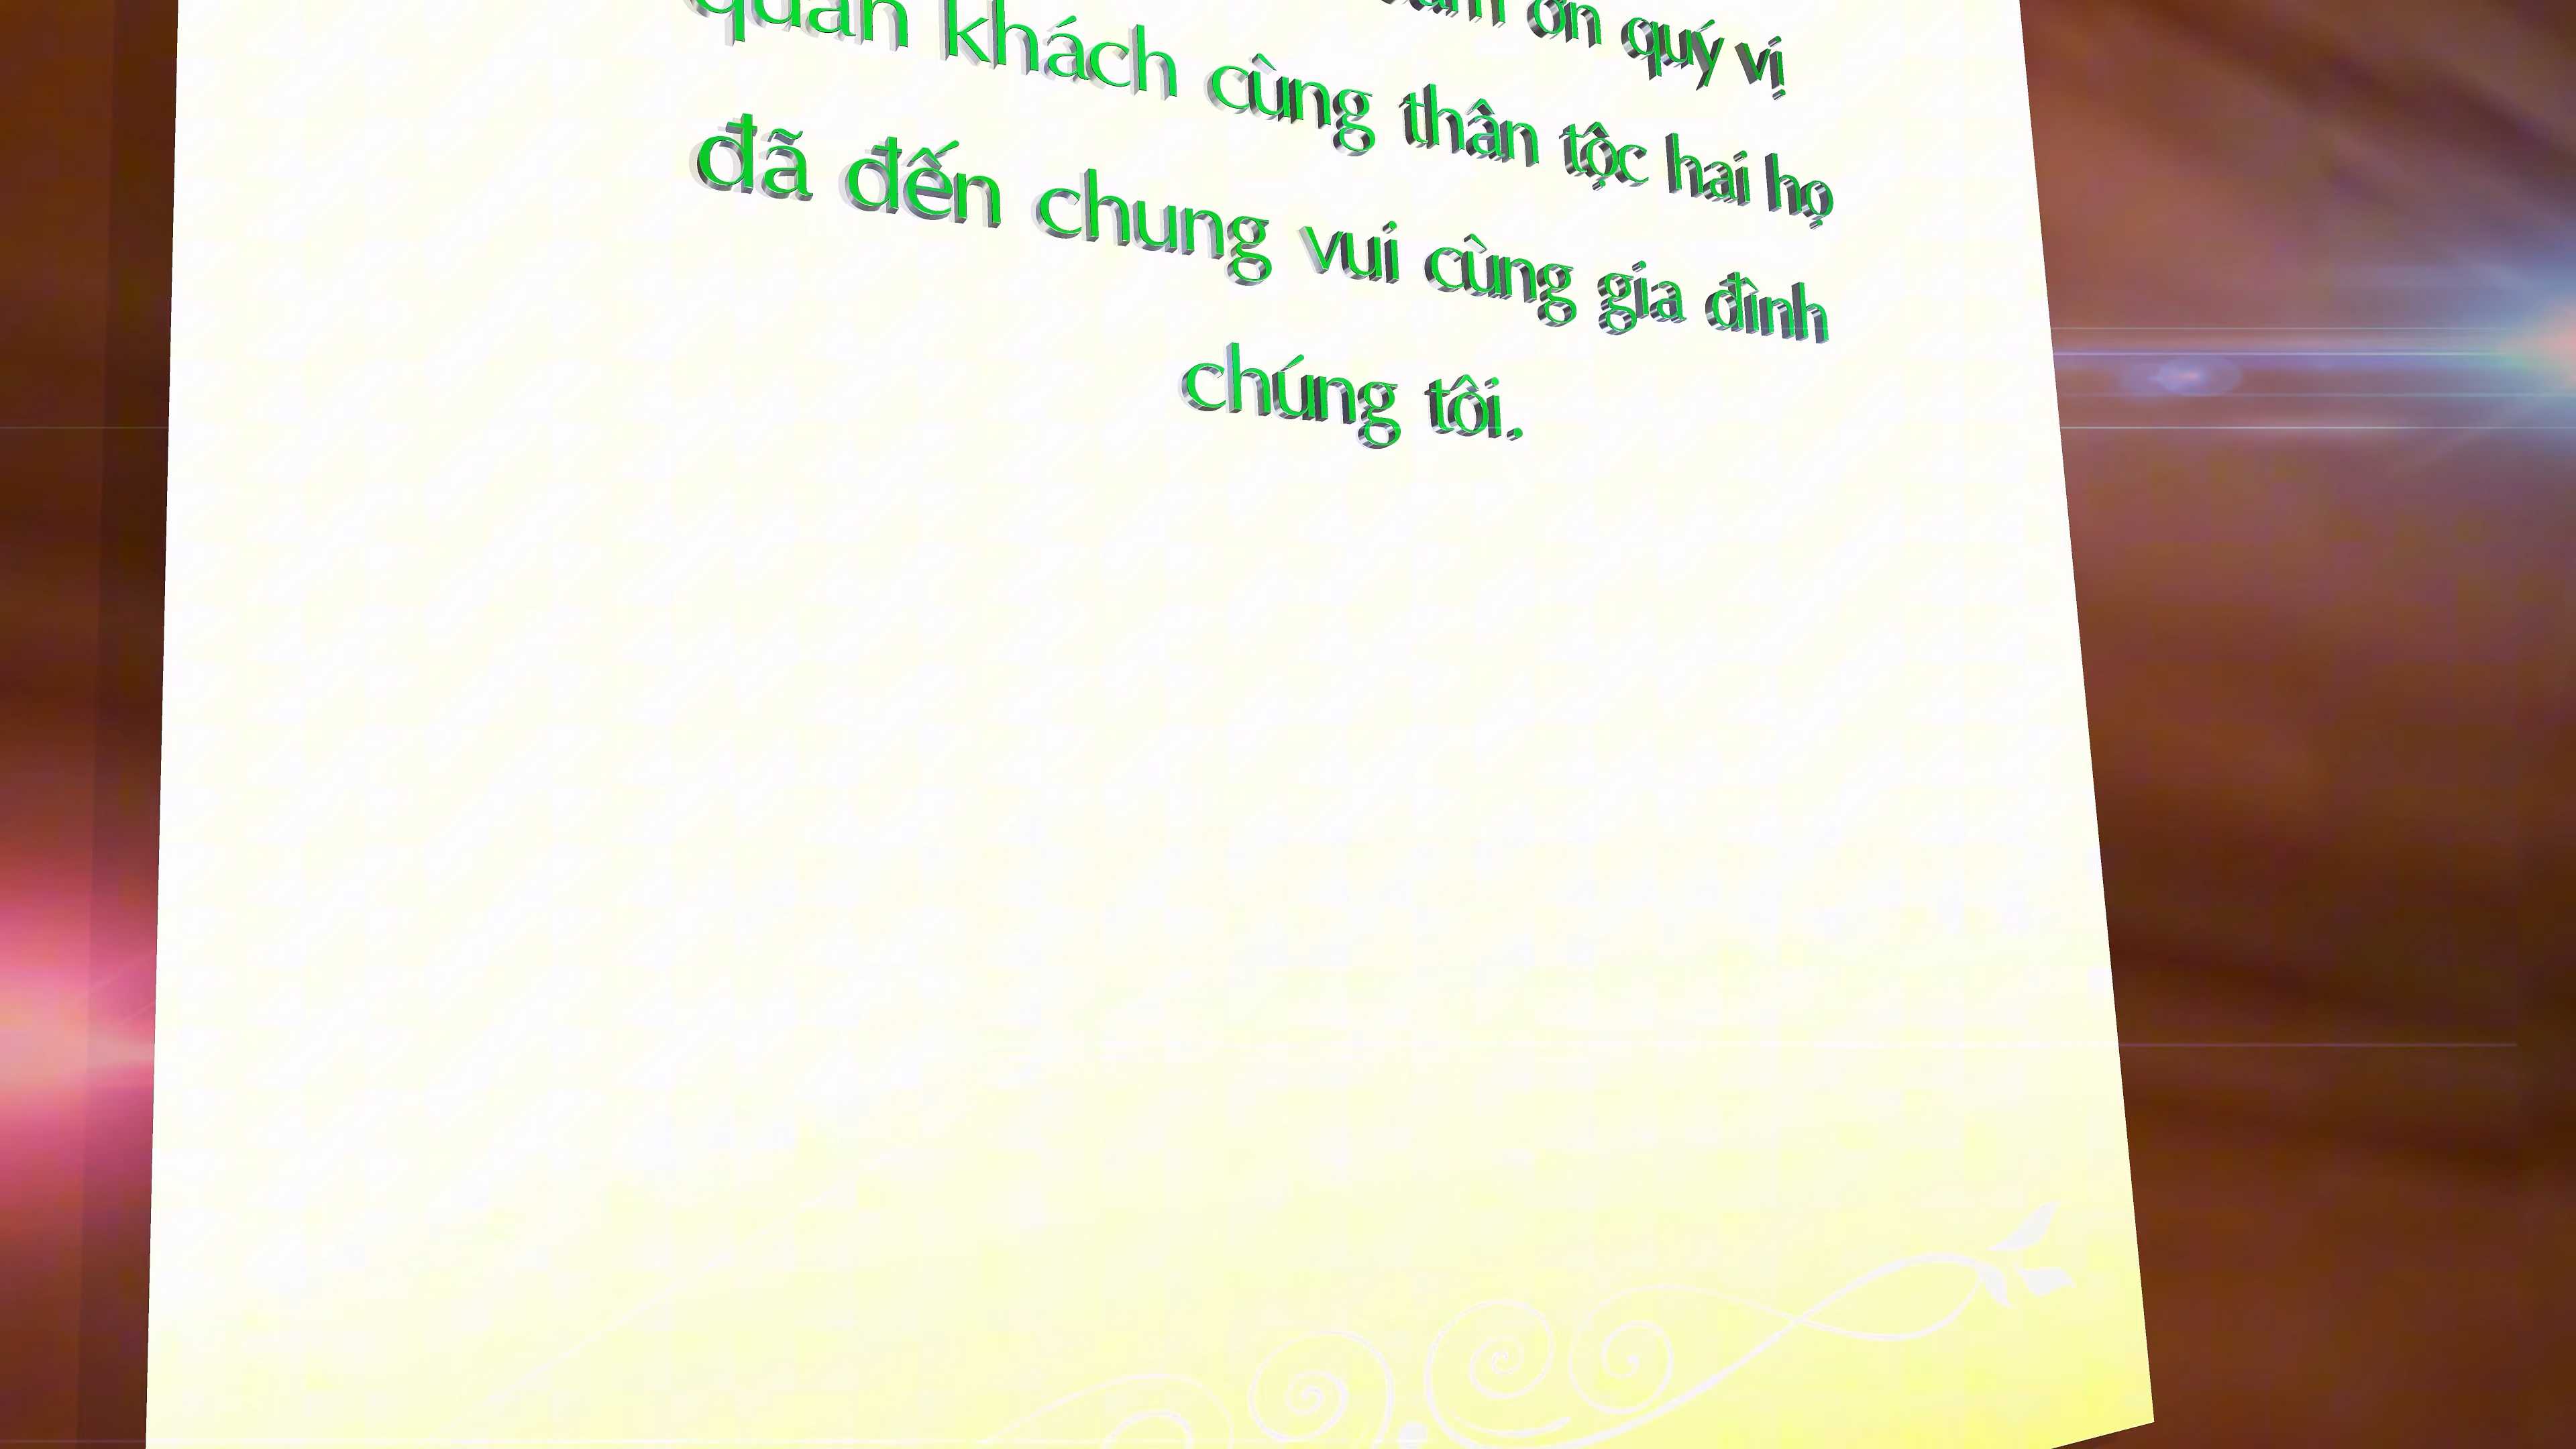 ơn quý vị
quan khách cùng thân tộc hai họ
đã đến chung vui cùng gia đình
chúng tôi.